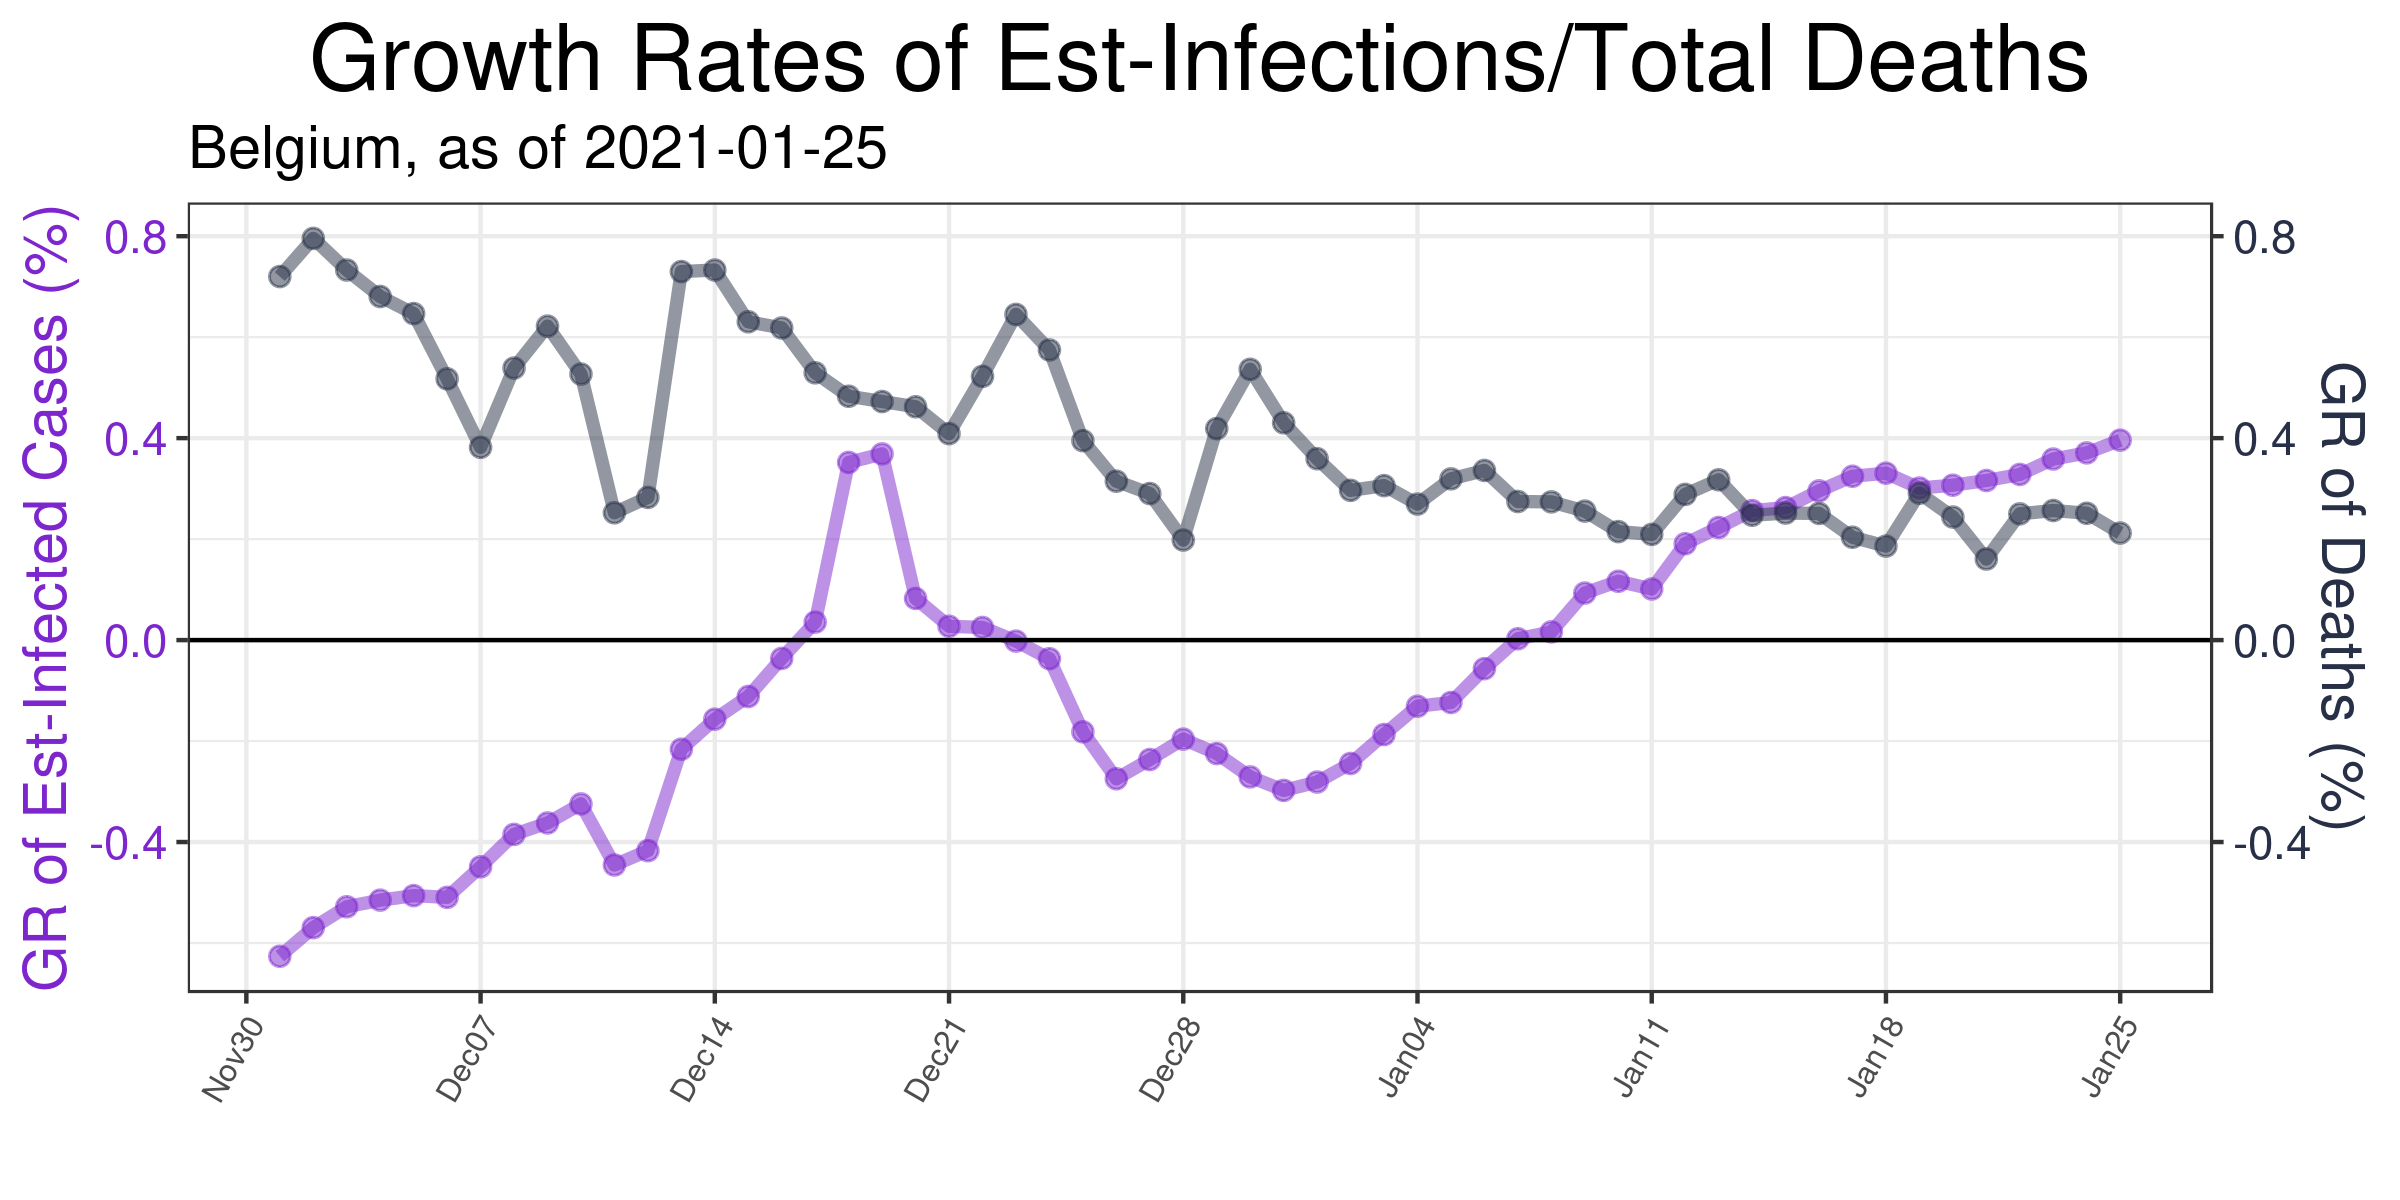 Growth Rates of Est-Infections/Total Deaths
Belgium, as of 2021-01-25
GR of Est-Infected Cases (%)
0.8
0.4
0.0
-0.4
0.8
0.4
0.0
-0.4
GR of Deaths (%)
Nov30
Dec07
Dec14
Dec21
Dec28
Jan04
Jan11
Jan18
Jan25